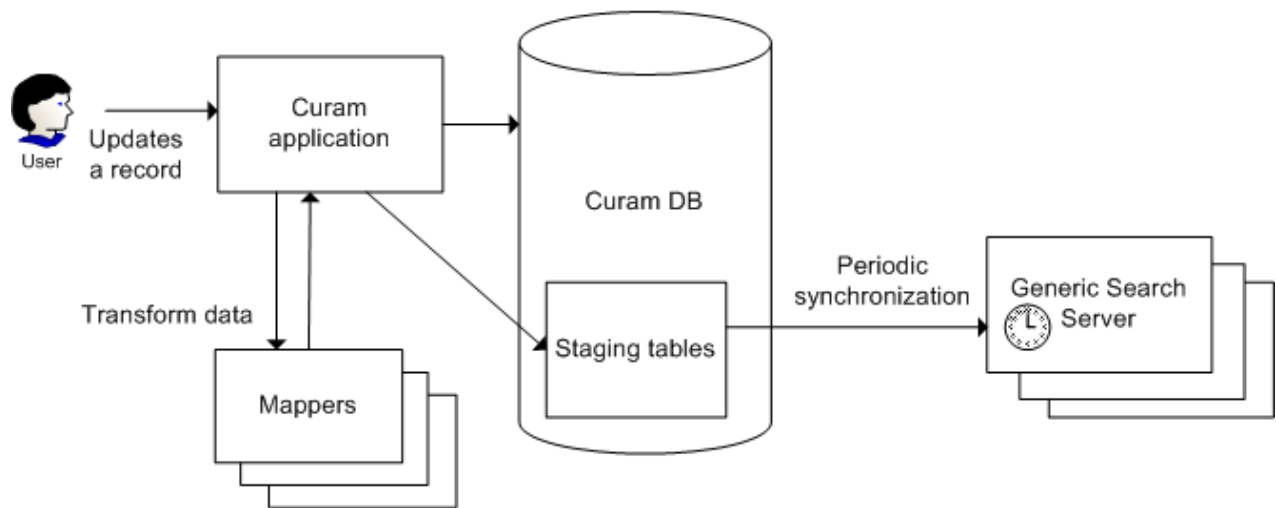 User
Updates
a record
Curam
application
Transform data
Mappers
Curam DB
Staging tables
Periodic
synchronization
Generic Search
Server